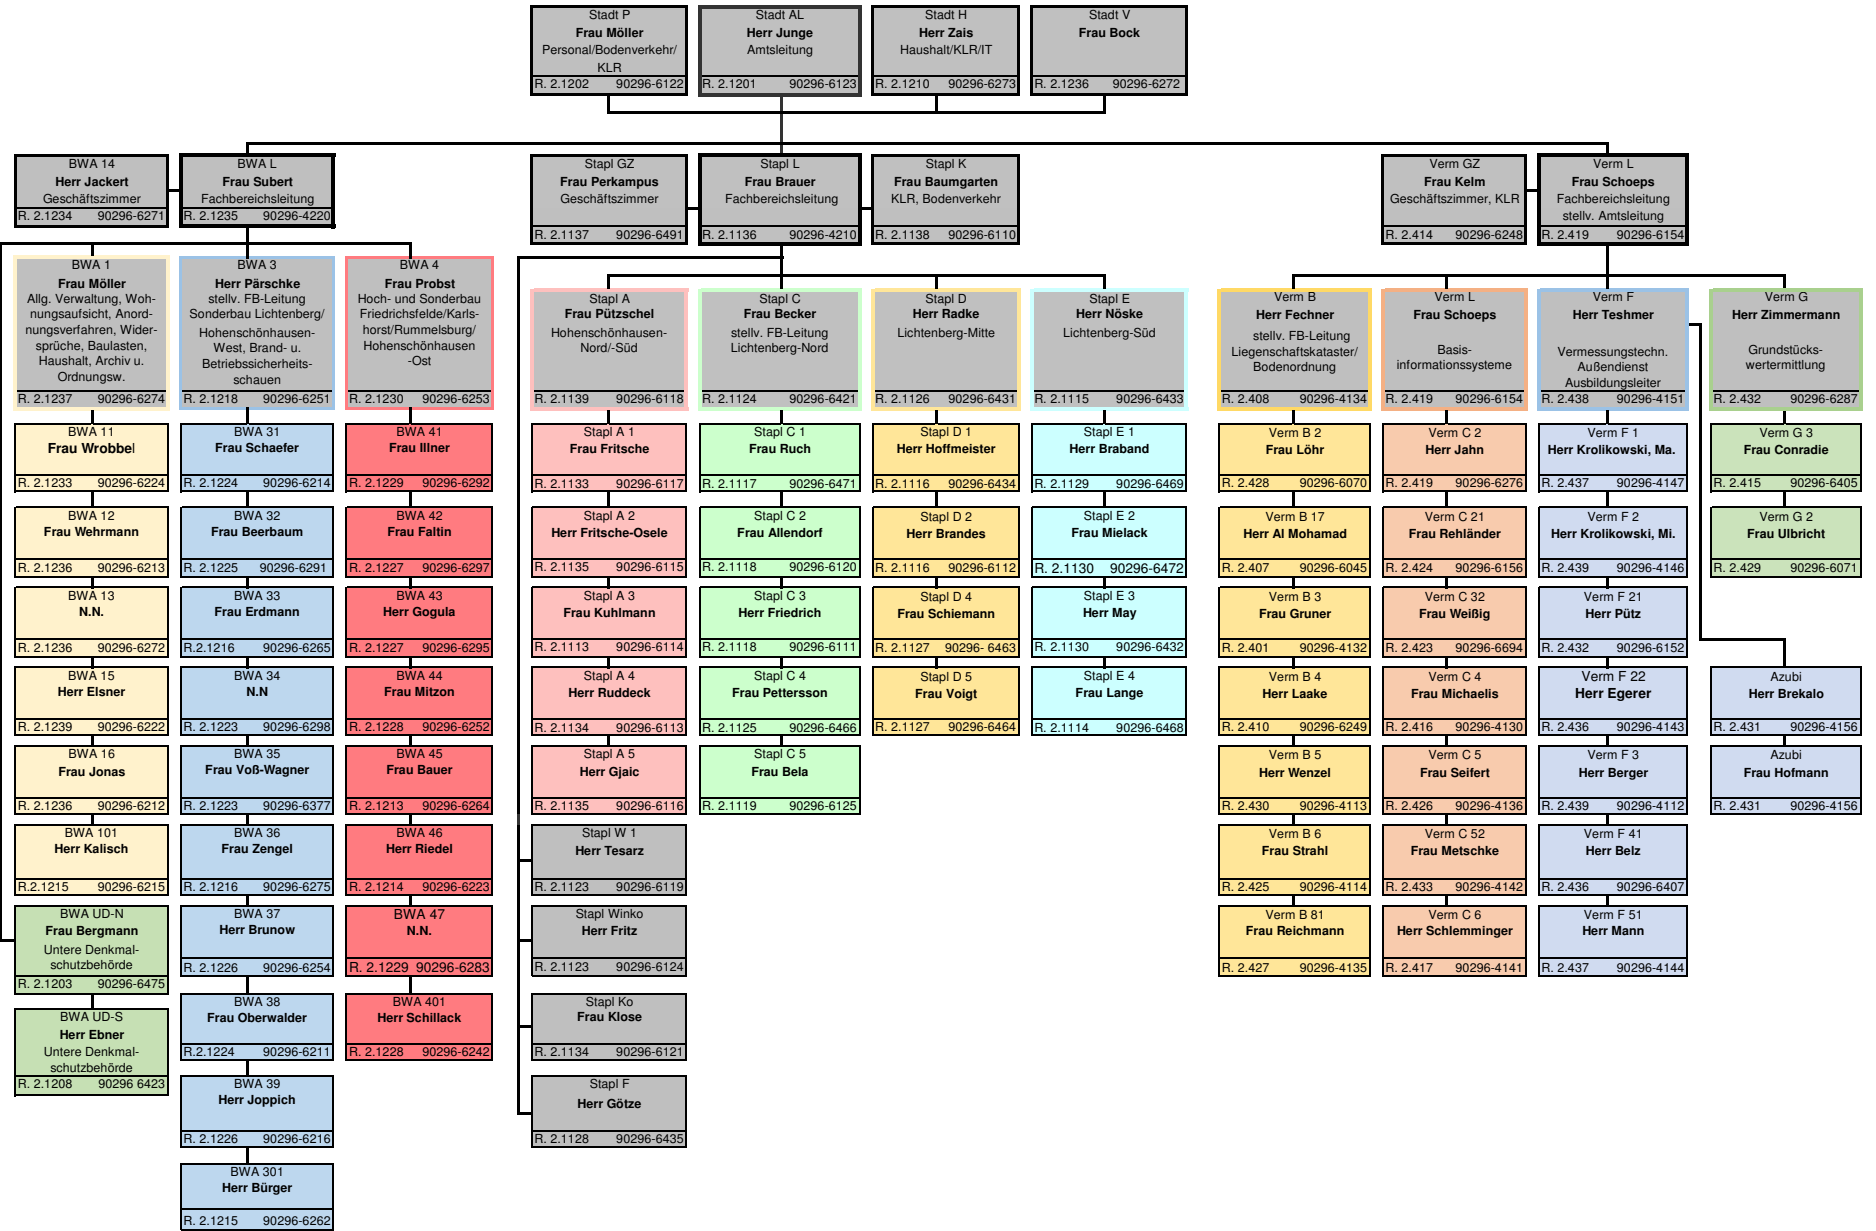 Stadt P
Frau Möller
Personal/Bodenverkehr/
KLR
R. 2.1202 90296-6122
Stadt AL
Herr Junge
Amtsleitung
R. 2.1201 90296-6123
Stadt H
Herr Zais
Haushalt/KLR/IT
R. 2.1210 90296-6273
Stadt V
Frau Bock
R. 2.1236 90296-6272
BWA 14
Herr Jackert
Geschäftszimmer
R. 2.1234 90296-6271
BWA L
Frau Subert
Fachbereichsleitung
R. 2.1235 90296-4220
Stapl GZ
Frau Perkampus
Geschäftszimmer
R. 2.1137 90296-6491
Stapl L
Frau Brauer
Fachbereichsleitung
R. 2.1136 90296-4210
Stapl K
Frau Baumgarten
KLR, Bodenverkehr
R. 2.1138 90296-6110
Verm GZ
Frau Kelm
Geschäftszimmer, KLR
R. 2.414 90296-6248
Verm L
Frau Schoeps
Fachbereichsleitung
stellv. Amtsleitung
R. 2.419 90296-6154
BWA 1
Frau Möller
Allg. Verwaltung, Woh-
nungsaufsicht, Anord-
nungsverfahren, Wider-
sprüche, Baulasten,
Haushalt, Archiv u.
Ordnungsw.
R. 2.1237 90296-6274
BWA 11
Frau Wrobbel
R. 2.1233 90296-6224
BWA 12
Frau Wehrmann
R. 2.1236 90296-6213
BWA 13
N.N.
R. 2.1236 90296-6272
BWA 15
Herr Elsner
R. 2.1239 90296-6222
BWA 16
Frau Jonas
R. 2.1236 90296-6212
BWA 101
Herr Kalisch
R.2.1215 90296-6215
BWA UD-N
Frau Bergmann
Untere Denkmal-
schutzbehörde
R. 2.1203 90296-6475
BWA UD-S
Herr Ebner
Untere Denkmal-
schutzbehörde
R. 2.1208 90296 6423
BWA 3
Herr Pärschke
stellv. FB-Leitung
Sonderbau Lichtenberg/
Hohenschönhausen-
West, Brand- u.
Betriebssicherheits-
schauen
R. 2.1218 90296-6251
BWA 31
Frau Schaefer
R. 2.1224 90296-6214
BWA 32
Frau Beerbaum
R. 2.1225 90296-6291
BWA 33
Frau Erdmann
R.2.1216 90296-6265
BWA 34
N.N
R. 2.1223 90296-6298
BWA 35
Frau Voß-Wagner
R. 2.1223 90296-6377
BWA 36
Frau Zengel
R. 2.1216 90296-6275
BWA 37
Herr Brunow
R. 2.1226 90296-6254
BWA 38
Frau Oberwalder
R.2.1224 90296-6211
BWA 39
Herr Joppich
R. 2.1226 90296-6216
BWA 301
Herr Bürger
R. 2.1215 90296-6262
BWA 4
Frau Probst
Hoch- und Sonderbau
Friedrichsfelde/Karls-
horst/Rummelsburg/
Hohenschönhausen
-Ost
R. 2.1230 90296-6253
BWA 41
Frau Illner
R. 2.1229 90296-6292
BWA 42
Frau Faltin
R. 2.1227 90296-6297
BWA 43
Herr Gogula
R. 2.1227 90296-6295
BWA 44
Frau Mitzon
R. 2.1228 90296-6252
BWA 45
Frau Bauer
R. 2.1213 90296-6264
BWA 46
Herr Riedel
R. 2.1214 90296-6223
BWA 47
N.N.
R. 2.1229 90296-6283
BWA 401
Herr Schillack
R. 2.1228 90296-6242
Stapl A
Frau Pützschel
Hohenschönhausen-
Nord/-Süd
R. 2.1139 90296-6118
Stapl A 1
Frau Fritsche
R. 2.1133 90296-6117
Stapl A 2
Herr Fritsche-Osele
R. 2.1135 90296-6115
Stapl A 3
Frau Kuhlmann
R. 2.1113 90296-6114
Stapl A 4
Herr Ruddeck
R. 2.1134 90296-6113
Stapl A 5
Herr Gjaic
R. 2.1135 90296-6116
Stapl W 1
Herr Tesarz
R. 2.1123 90296-6119
Stapl Winko
Herr Fritz
R. 2.1123 90296-6124
Stapl Ko
Frau Klose
R. 2.1134 90296-6121
Stapl F
Herr Götze
R. 2.1128 90296-6435
Stapl C
Frau Becker
stellv. FB-Leitung
Lichtenberg-Nord
R. 2.1124 90296-6421
Stapl C 1
Frau Ruch
R. 2.1117 90296-6471
Stapl C 2
Frau Allendorf
R. 2.1118 90296-6120
Stapl C 3
Herr Friedrich
R. 2.1118 90296-6111
Stapl C 4
Frau Pettersson
R. 2.1125 90296-6466
Stapl C 5
Frau Bela
R. 2.1119 90296-6125
Stapl D
Herr Radke
Lichtenberg-Mitte
R. 2.1126 90296-6431
Stapl D 1
Herr Hoffmeister
R. 2.1116 90296-6434
Stapl D 2
Herr Brandes
R. 2.1116 90296-6112
Stapl D 4
Frau Schiemann
R. 2.1127 90296- 6463
Stapl D 5
Frau Voigt
R. 2.1127 90296-6464
Stapl E
Herr Nöske
Lichtenberg-Süd
R. 2.1115 90296-6433
Stapl E 1
Herr Braband
R. 2.1129 90296-6469
Stapl E 2
Frau Mielack
R. 2.1130 90296-6472
Stapl E 3
Herr May
R. 2.1130 90296-6432
Stapl E 4
Frau Lange
R. 2.1114 90296-6468
Verm B
Herr Fechner
stellv. FB-Leitung
Liegenschaftskataster/
Bodenordnung
R. 2.408 90296-4134
Verm B 2
Frau Löhr
R. 2.428 90296-6070
Verm B 17
Herr Al Mohamad
R. 2.407 90296-6045
Verm B 3
Frau Gruner
R. 2.401 90296-4132
Verm B 4
Herr Laake
R. 2.410 90296-6249
Verm B 5
Herr Wenzel
R. 2.430 90296-4113
Verm B 6
Frau Strahl
R. 2.425 90296-4114
Verm B 81
Frau Reichmann
R. 2.427 90296-4135
Verm L
Frau Schoeps
Basis-
informationssysteme
R. 2.419 90296-6154
Verm C 2
Herr Jahn
R. 2.419 90296-6276
Verm C 21
Frau Rehländer
R. 2.424 90296-6156
Verm C 32
Frau Weißig
R. 2.423 90296-6694
Verm C 4
Frau Michaelis
R. 2.416 90296-4130
Verm C 5
Frau Seifert
R. 2.426 90296-4136
Verm C 52
Frau Metschke
R. 2.433 90296-4142
Verm C 6
Herr Schlemminger
R. 2.417 90296-4141
Verm F
Herr Teshmer
Vermessungstechn.
Außendienst
Ausbildungsleiter
R. 2.438 90296-4151
Verm F 1
Herr Krolikowski, Ma.
R. 2.437 90296-4147
Verm F 2
Herr Krolikowski, Mi.
R. 2.439 90296-4146
Verm F 21
Herr Pütz
R. 2.432 90296-6152
Verm F 22
Herr Egerer
R. 2.436 90296-4143
Verm F 3
Herr Berger
R. 2.439 90296-4112
Verm F 41
Herr Belz
R. 2.436 90296-6407
Verm F 51
Herr Mann
R. 2.437 90296-4144
Verm G
Herr Zimmermann
Grundstücks-
wertermittlung
R. 2.432 90296-6287
Verm G 3
Frau Conradie
R. 2.415 90296-6405
Verm G 2
Frau Ulbricht
R. 2.429 90296-6071
Azubi
Herr Brekalo
R. 2.431 90296-4156
Azubi
Frau Hofmann
R. 2.431 90296-4156